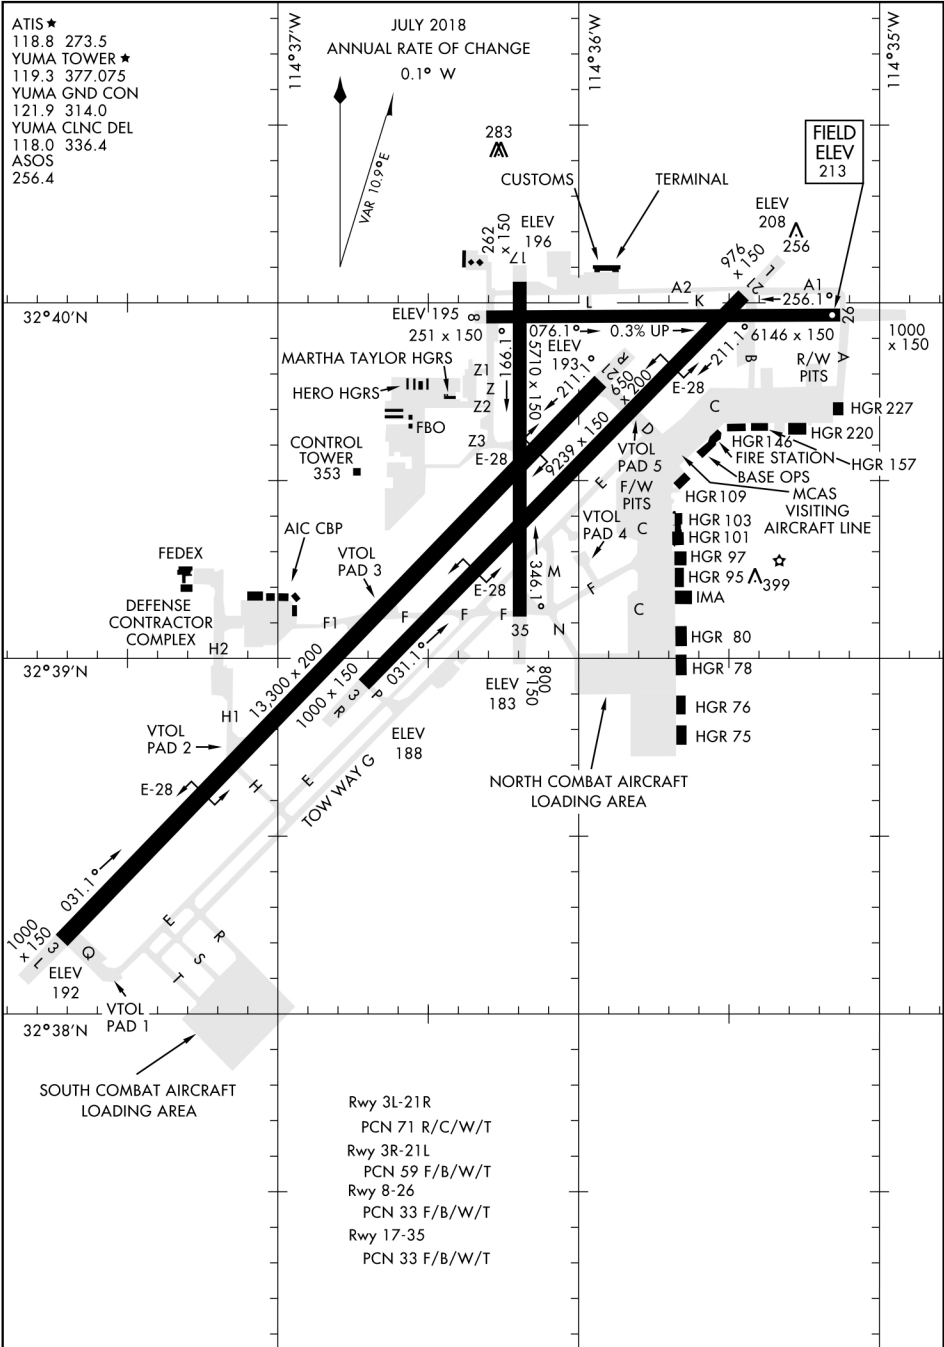 ATIS ★
118.8 273.5
YUMA TOWER ★
119.3 377.075
YUMA GND CON
121.9 314.0
YUMA CLNC DEL
118.0 336.4
ASOS
256.4
JULY 2018
ANNUAL RATE OF CHANGE
0.1° W
VAR 10.9°E
114°37'W
114°36'W
114°35'W
283
CUSTOMS
TERMINAL
FIELD
ELEV
213
ELEV
208
256
262
x 150
ELEV
196
17
976
x 150
21
L
A2
A1
L
K
256.1°
32°40'N
ELEV 195
8
26
251 x 150
076.1°
0.3% UP
6146 x 150
1000
x 150
166.1°
5710 x 150
ELEV
193
211.1°
21
R
650
x 200
211.1°
E-28
B
A
R/W
PITS
MARTHA TAYLOR HGRS
HERO HGRS
FBO
Z1
Z
Z2
Z3
E-28
CONTROL
TOWER
353
9239 x 150
D
C
VTOL
PAD 5
E
F/W
PITS
HGR 227
HGR 220
HGR 146
FIRE STATION
HGR 157
BASE OPS
HGR 109
MCAS
VISITING
AIRCRAFT LINE
HGR 103
HGR 101
HGR 97
HGR 95
399
IMA
HGR 80
HGR 78
HGR 76
HGR 75
C
C
VTOL
PAD 4
AIC CBP
VTOL
PAD 3
FEDEX
DEFENSE
CONTRACTOR
COMPLEX
E-28
346.1°
M
F
F1
F
F
F
35
N
H2
32°39'N
13,300 x 200
1000 x 150
3
R
P
031.1°
ELEV
183
800
x 150
ELEV
188
H1
VTOL
PAD 2
E-28
H
E
TOW WAY G
NORTH COMBAT AIRCRAFT
LOADING AREA
031.1°
1000
x 150
3
L
Q
E
R
S
T
ELEV
192
VTOL
PAD 1
32°38'N
SOUTH COMBAT AIRCRAFT
LOADING AREA
Rwy 3L-21R
PCN 71 R/C/W/T
Rwy 3R-21L
PCN 59 F/B/W/T
Rwy 8-26
PCN 33 F/B/W/T
Rwy 17-35
PCN 33 F/B/W/T